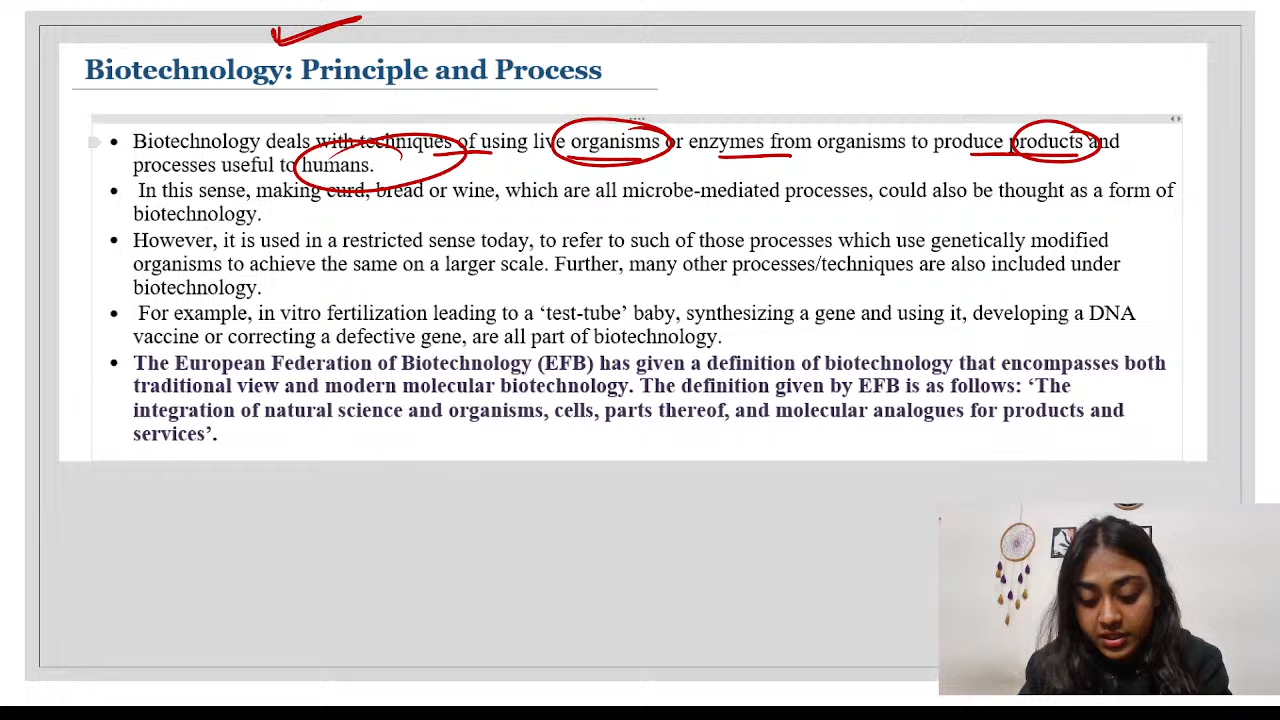 Biotechnology: Principle and Process
• Biotechnology deals with techniques of using live organisms or enzymes from organisms to produce products and
processes useful to humans.
• In this sense, making curd, bread or wine, which are all microbe-mediated processes, could also be thought as a form of
biotechnology.
• However, it is used in a restricted sense today, to refer to such of those processes which use genetically modified
organisms to achieve the same on a larger scale. Further, many other processes/techniques are also included under
biotechnology.
• For example, in vitro fertilization leading to a ‘test-tube’ baby, synthesizing a gene and using it, developing a DNA
vaccine or correcting a defective gene, are all part of biotechnology.
• The European Federation of Biotechnology (EFB) has given a definition of biotechnology that encompasses both
traditional view and modern molecular biotechnology. The definition given by EFB is as follows: ‘The
integration of natural science and organisms, cells, parts thereof, and molecular analogues for products and
services’.